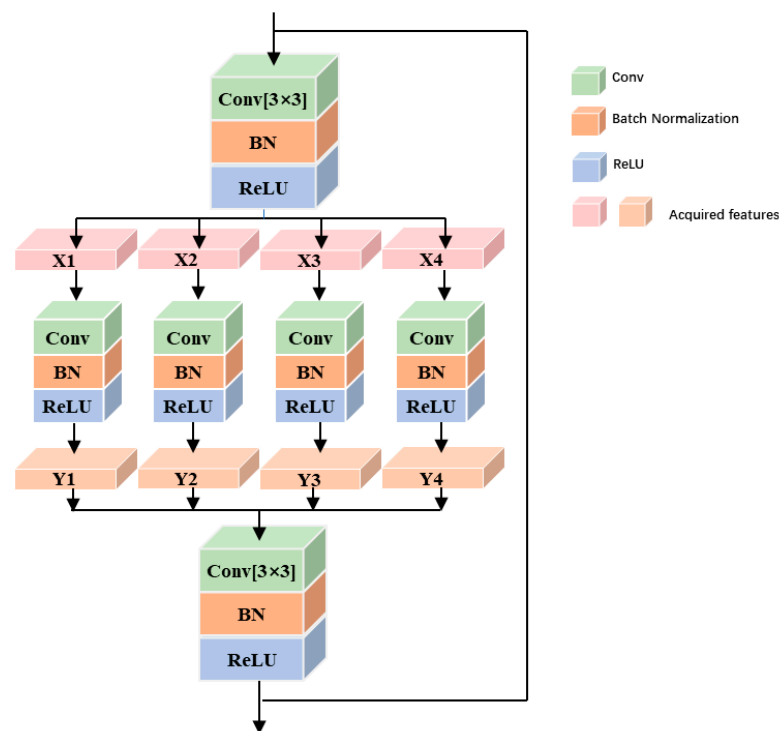 Conv[3×3]
BN
ReLU
Conv
Batch Normalization
ReLU
Acquired features
X1 X2 X3 X4
Conv Conv Conv Conv
BN BN BN BN
ReLU ReLU ReLU ReLU
Y1 Y2 Y3 Y4
Conv[3×3]
BN
ReLU